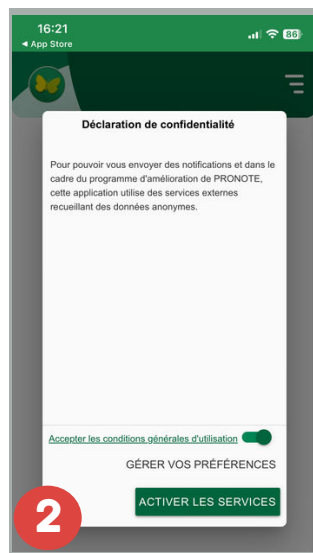 16:21
86
◄ App Store
Déclaration de confidentialité
Pour pouvoir vous envoyer des notifications et dans le
cadre du programme d'amélioration de PRONOTE,
cette application utilise des services externes
recueillant des données anonymes.
Accepter les conditions générales d'utilisation
GÉRER VOS PRÉFÉRENCES
ACTIVER LES SERVICES
2